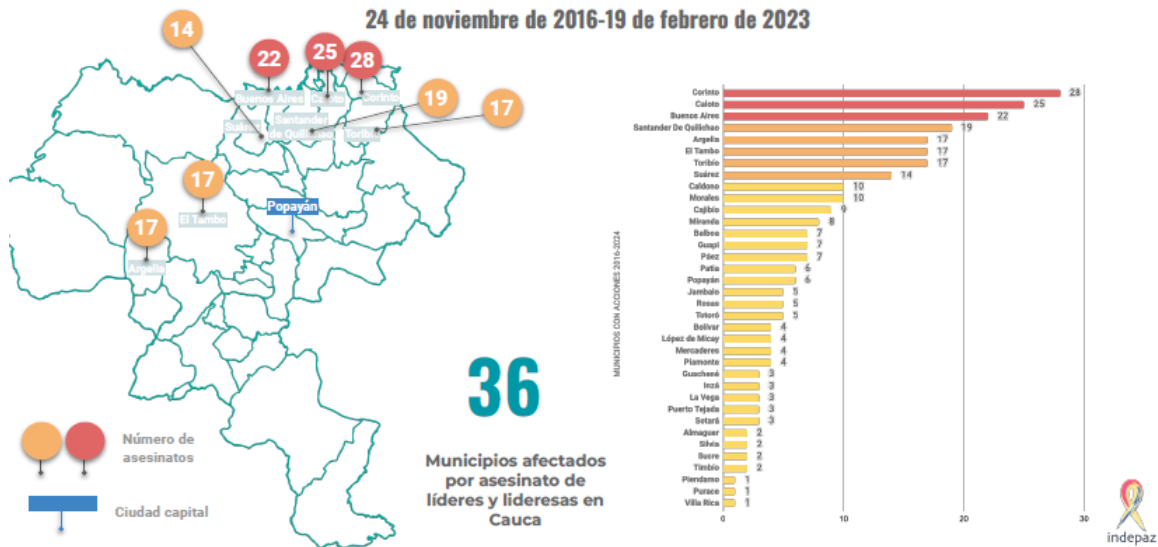 24 de noviembre de 2016-19 de febrero de 2023
14
22
25
28
19
17
Buenos Aires
Caloto
Corinto
Suárez
Santander
de Quilichao
Toribío
17
El Tambo
Popayán
17
Argelia
36
Municipios afectados
por asesinato de
líderes y lideresas en
Cauca
Número de
asesinatos
Ciudad capital
MUNICIPIOS CON ACCIONES 2016-2024
Corinto 28
Caloto 25
Buenos Aires 22
Santander De Quilichao 19
Argelia 17
El Tambo 17
Toribío 17
Suárez 14
Caldono 10
Morales 10
Cajibío 9
Miranda 8
Balboa 7
Guapi 7
Páez 7
Patía 6
Popayán 6
Jambalo 5
Rosas 5
Totoró 5
Bolívar 4
López de Micay 4
Mercaderes 4
Piamonte 4
Guachené 3
Inzá 3
La Vega 3
Puerto Tejada 3
Sotará 3
Almaguer 2
Silvia 2
Sucre 2
Timbío 2
Piendamo 1
Purace 1
Villa Rica 1
0 10 20 30
indepaz